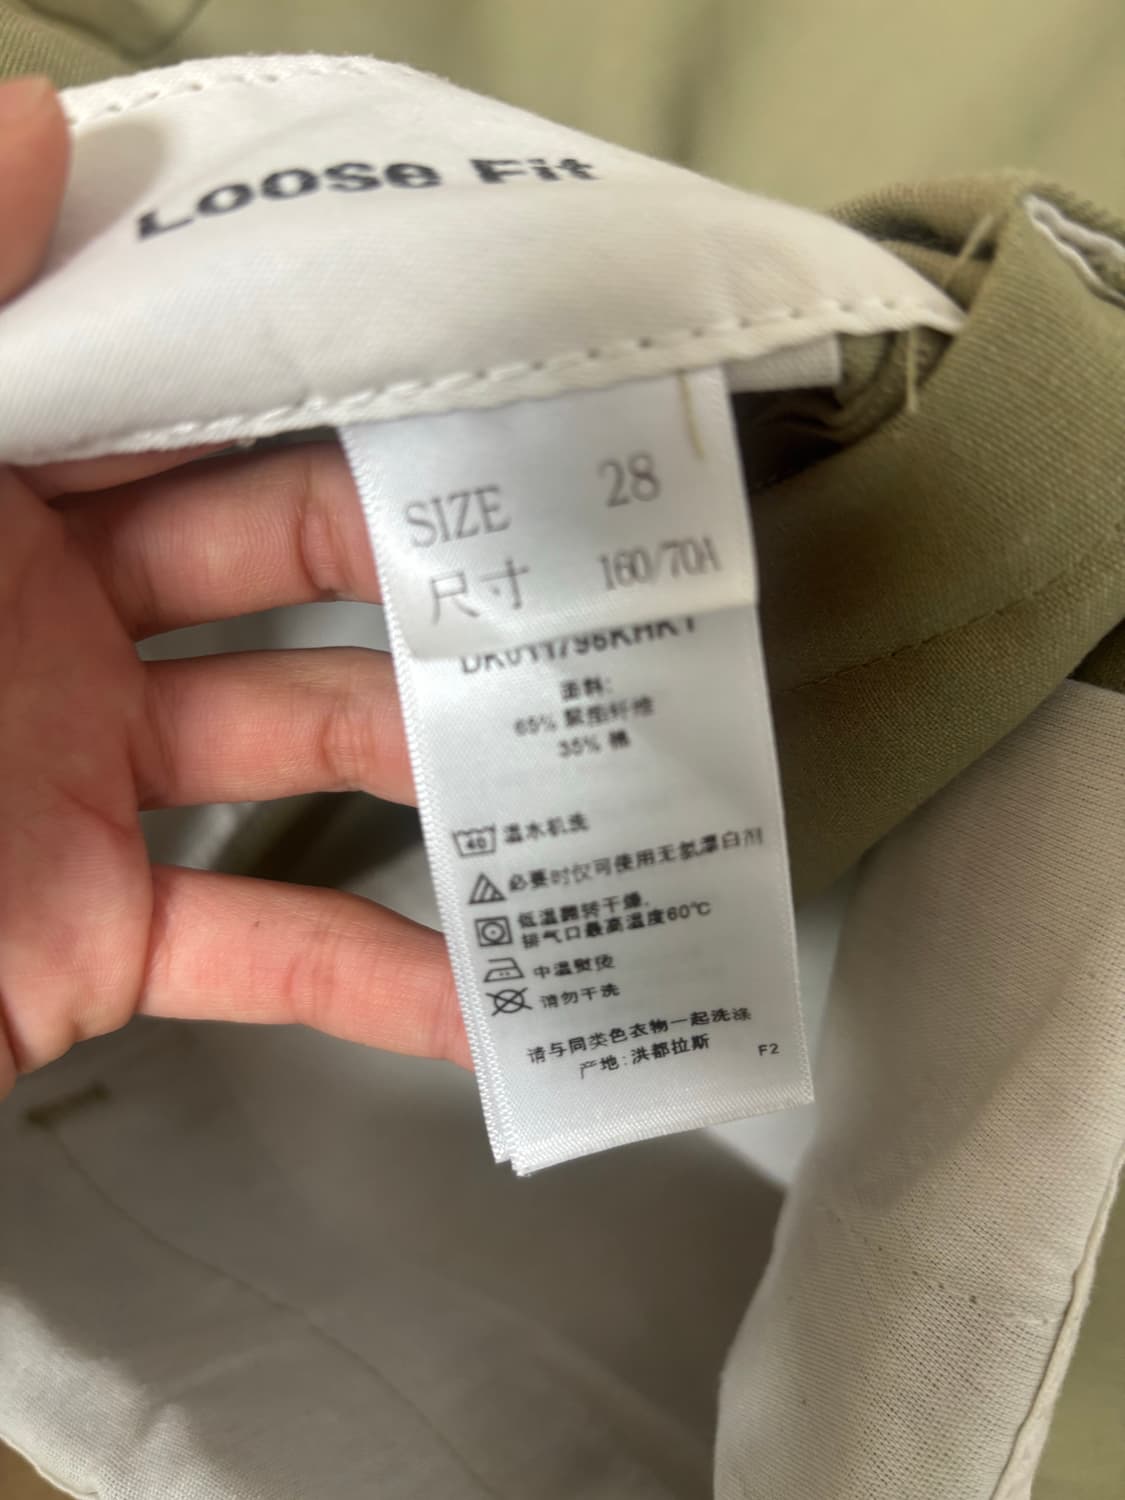 Loose Fit
SIZE 28
尺寸 160/70A
面料:
65% 聚酯纤维
35% 棉
40 温水机洗
必要时仅可使用无氯漂白剂
低温翻转干燥.
排气口最高温度60℃
中温熨烫
请勿干洗
请与同类色衣物一起洗涤
产地:洪都拉斯 F2